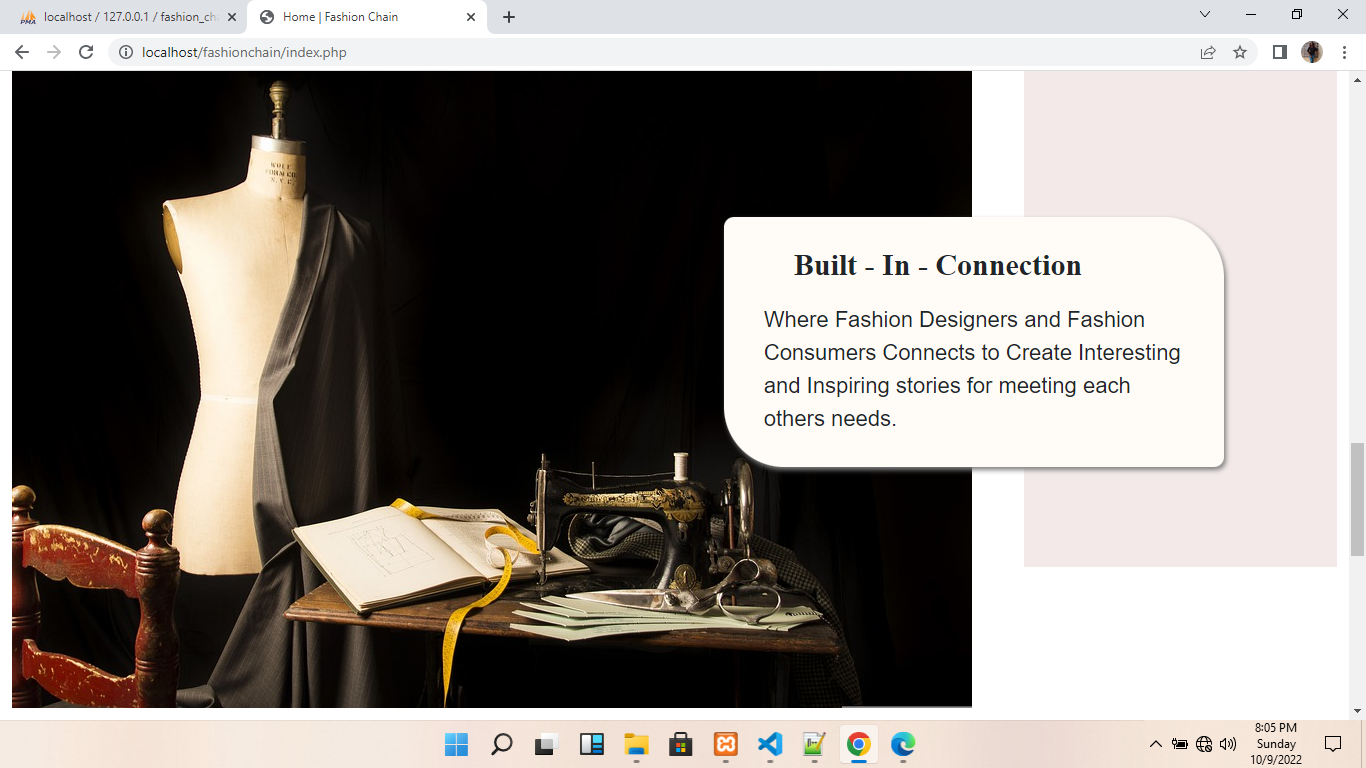 PMA
localhost / 127.0.0.1 / fashion_ch
Home | Fashion Chain
localhost/fashionchain/index.php
WOLF
FORM CO.
N.Y.C.
Built - In - Connection
Where Fashion Designers and Fashion
Consumers Connects to Create Interesting
and Inspiring stories for meeting each
others needs.
8:05 PM
Sunday
10/9/2022